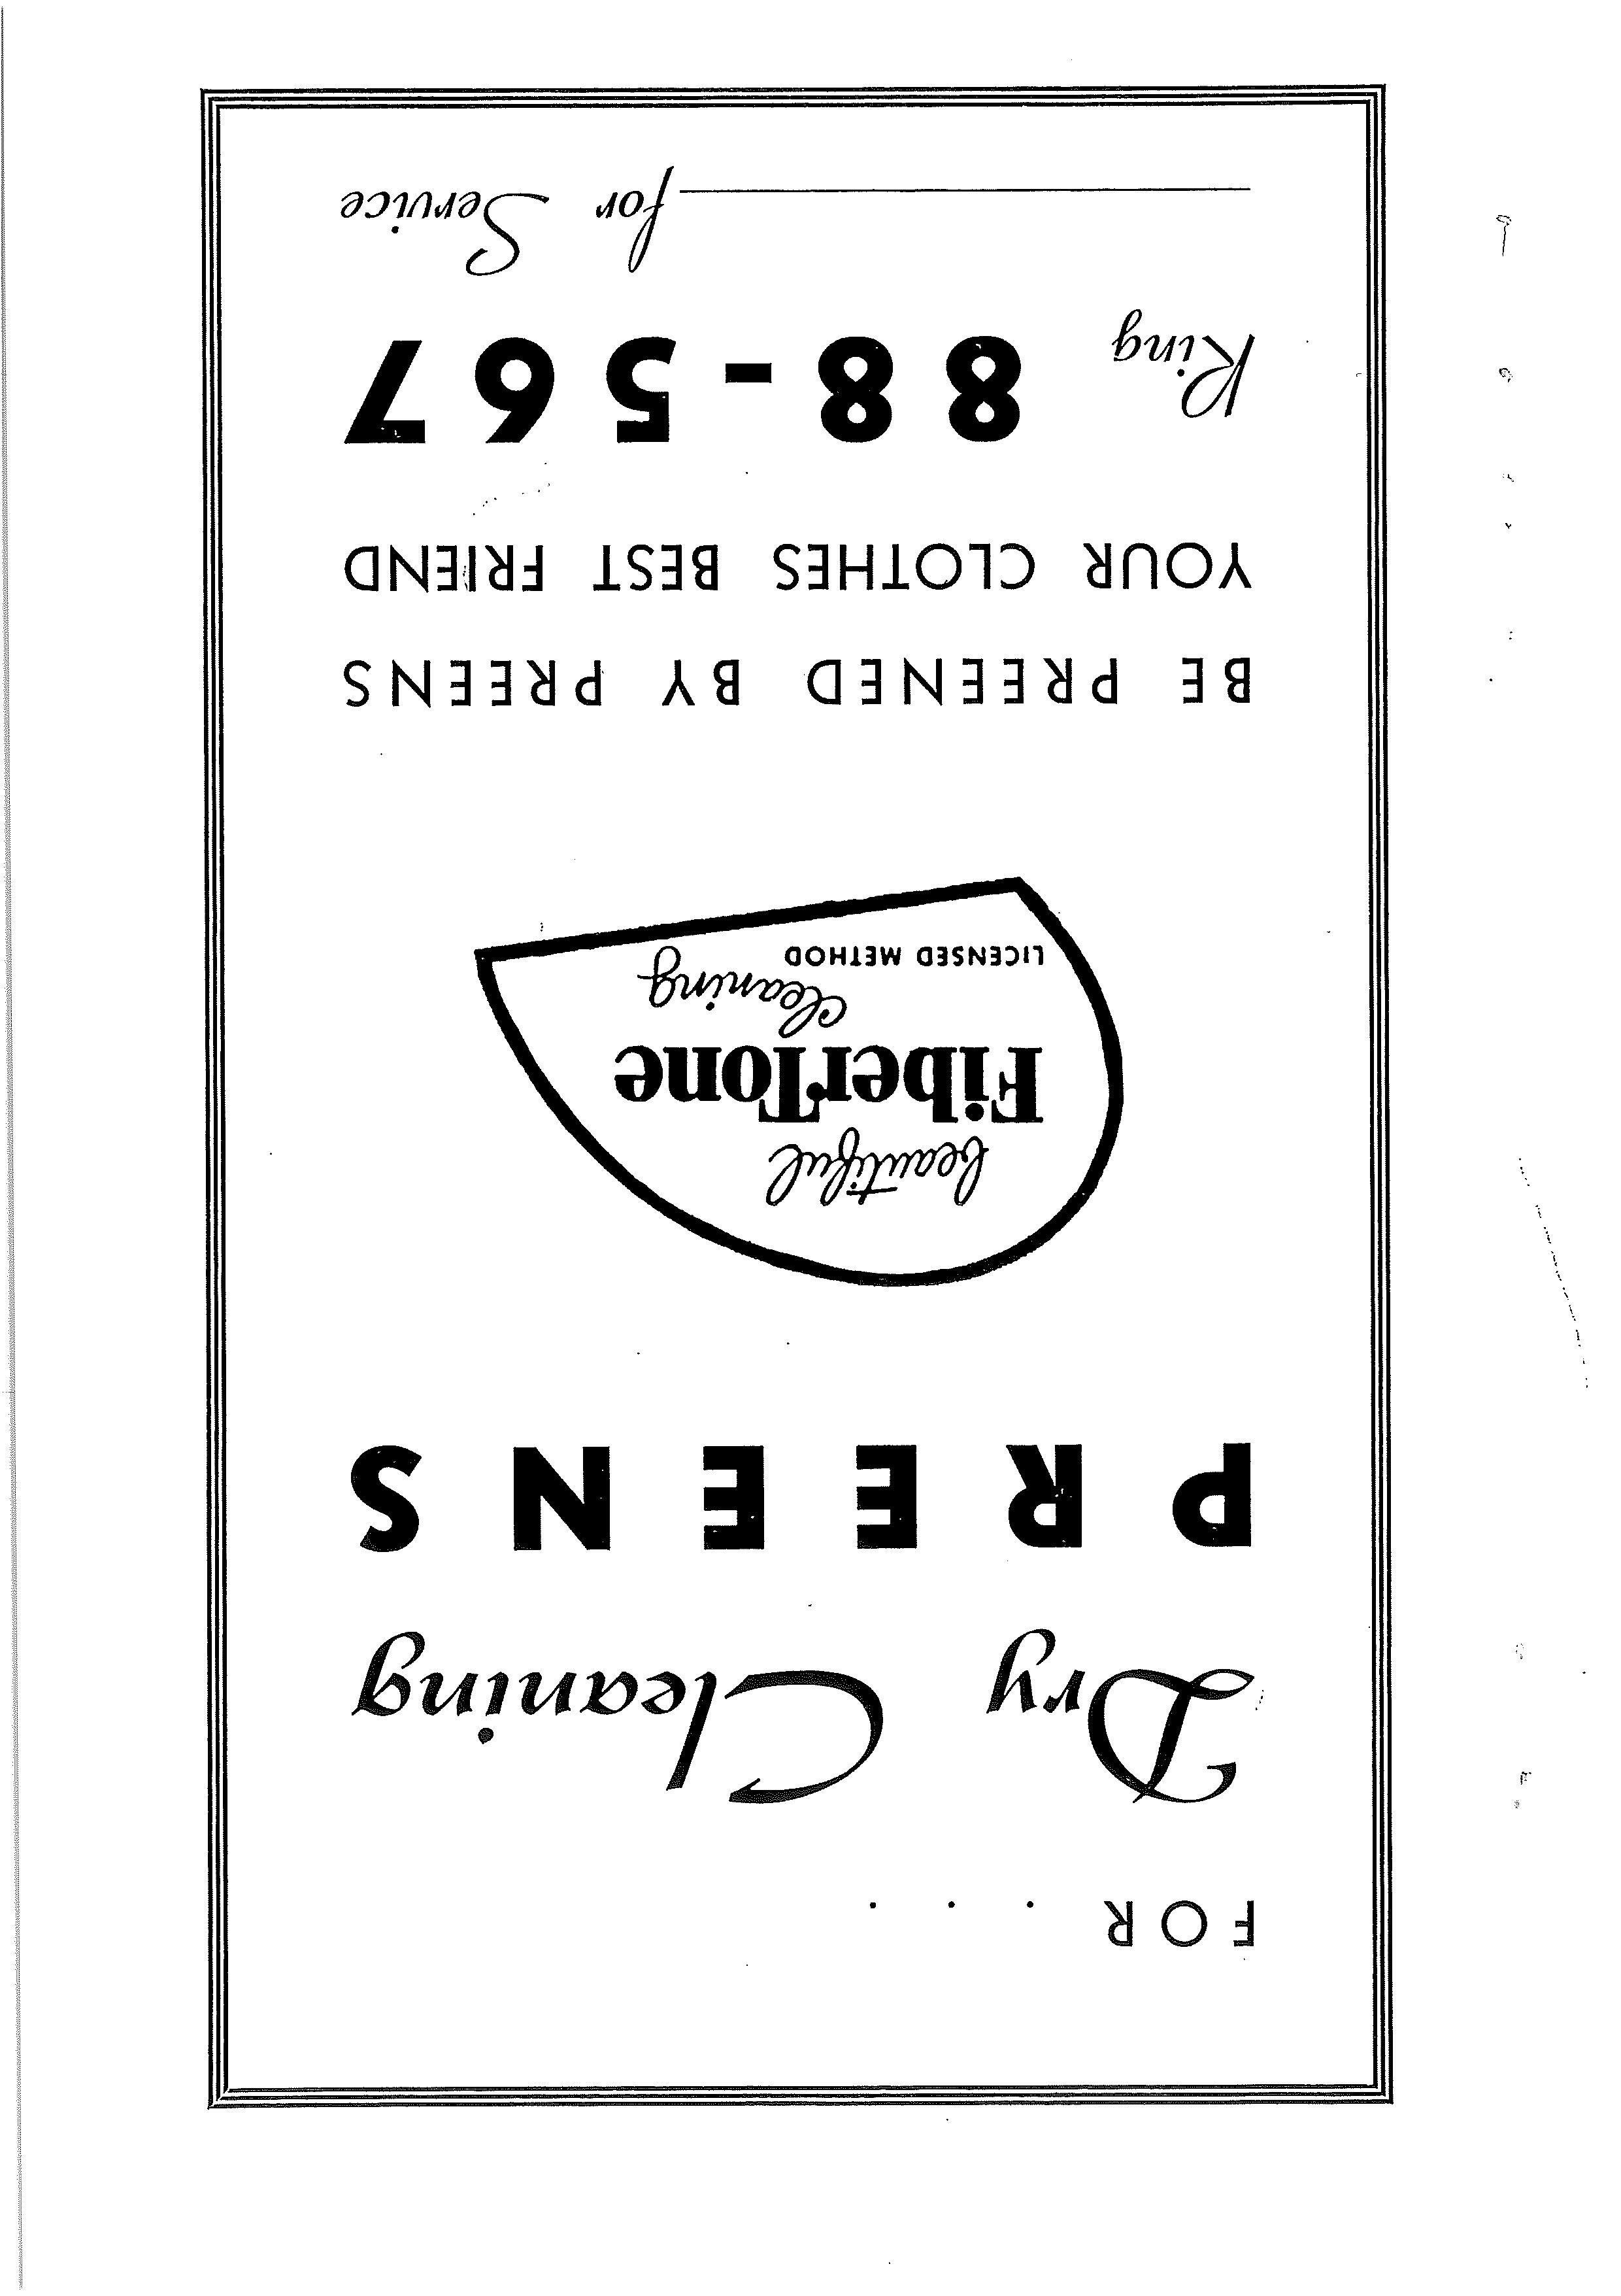 FOR . . .
Dry Cleaning
PREENS
beautiful
FiberTone
cleaning
LICENSED METHOD
BE PREENED BY PREENS
YOUR CLOTHES BEST FRIEND
Ring 88-567
for Service